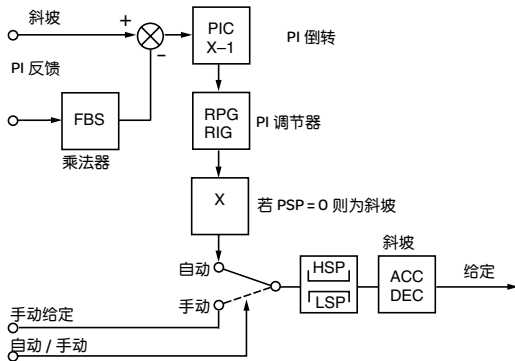 斜坡
+
−
PIC
X–1
PI 倒转
PI 反馈
FBS
乘法器
RPG
RIG
PI 调节器
X
若 PSP = 0 则为斜坡
自动
手动
HSP
LSP
斜坡
ACC
DEC
给定
手动给定
自动 / 手动